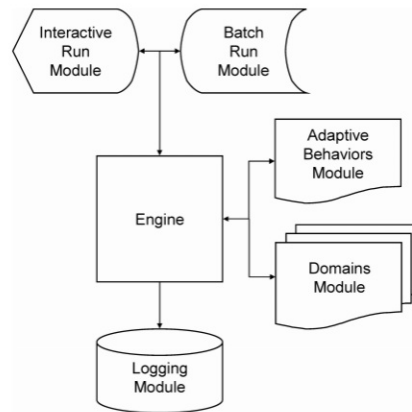 Interactive
Run
Module
Batch
Run
Module
Adaptive
Behaviors
Module
Engine
Domains
Module
Logging
Module